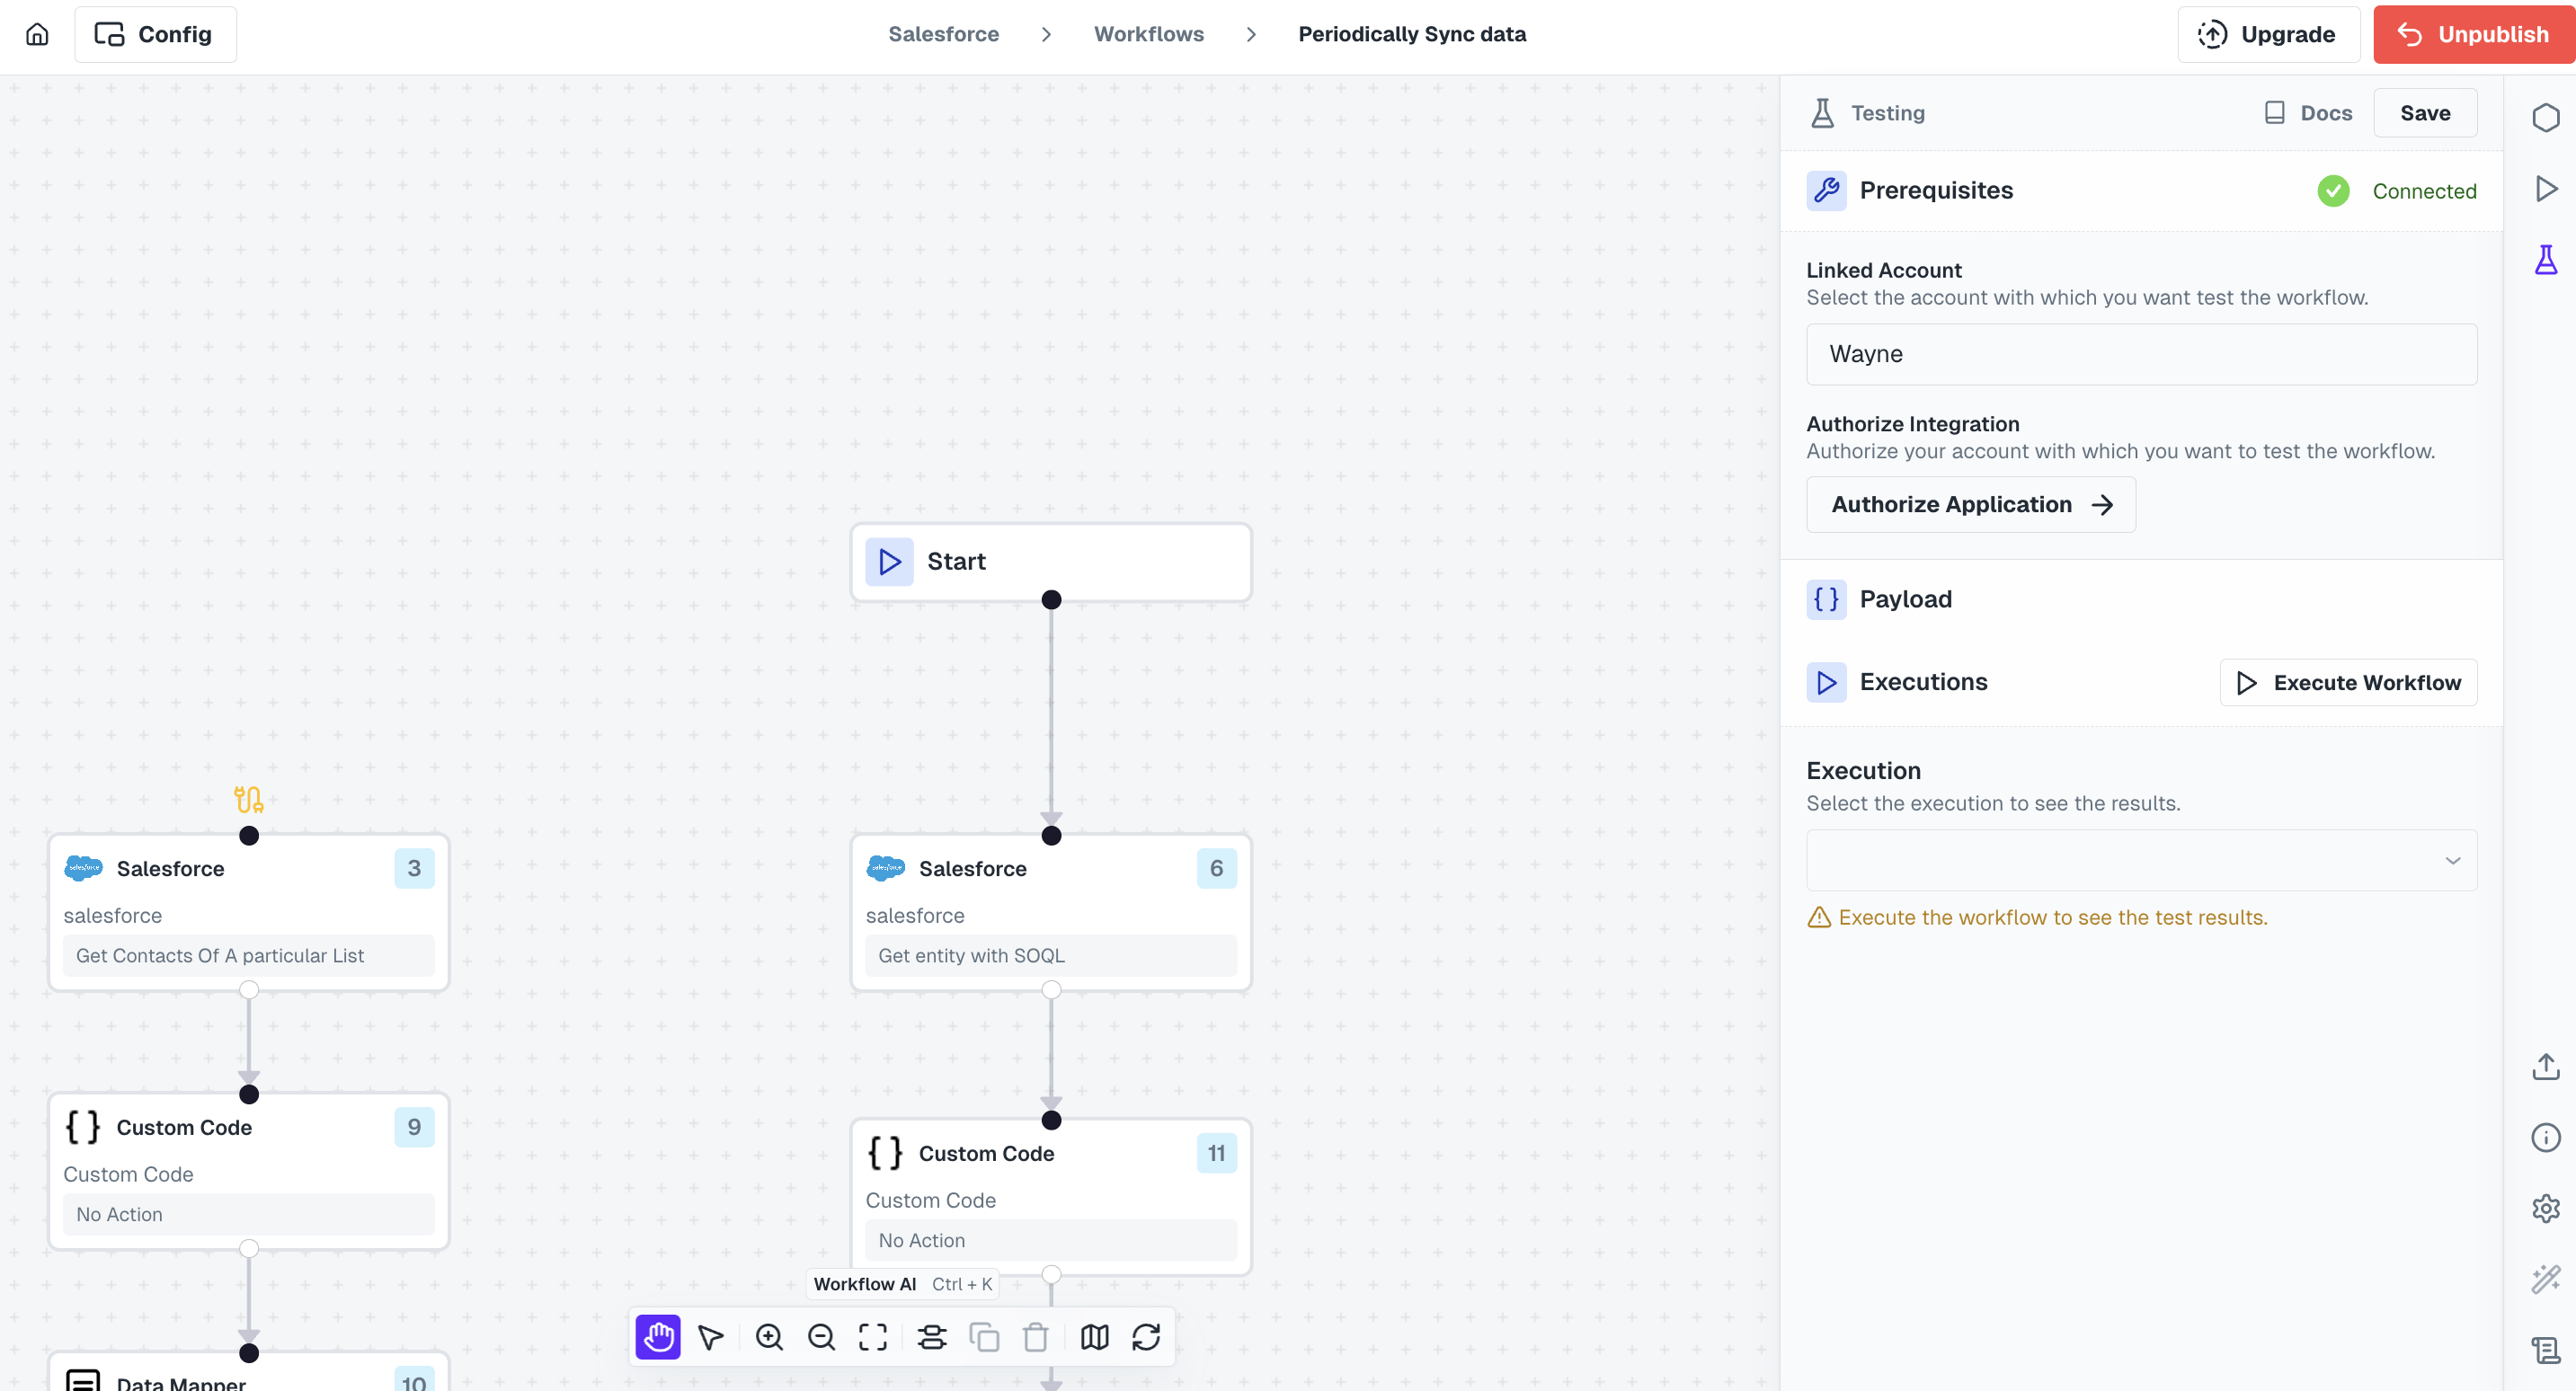 Config
Salesforce > Workflows > Periodically Sync data
Upgrade
Unpublish
Testing
Docs
Save
Prerequisites
Connected
Linked Account
Select the account with which you want test the workflow.
Wayne
Authorize Integration
Authorize your account with which you want to test the workflow.
Authorize Application
Payload
Executions
Execute Workflow
Execution
Select the execution to see the results.
Execute the workflow to see the test results.
Start
Salesforce 3
salesforce
Get Contacts Of A particular List
Salesforce 6
salesforce
Get entity with SOQL
Custom Code 9
Custom Code
No Action
Custom Code 11
Custom Code
No Action
Workflow AI Ctrl + K
Data Mapper 10